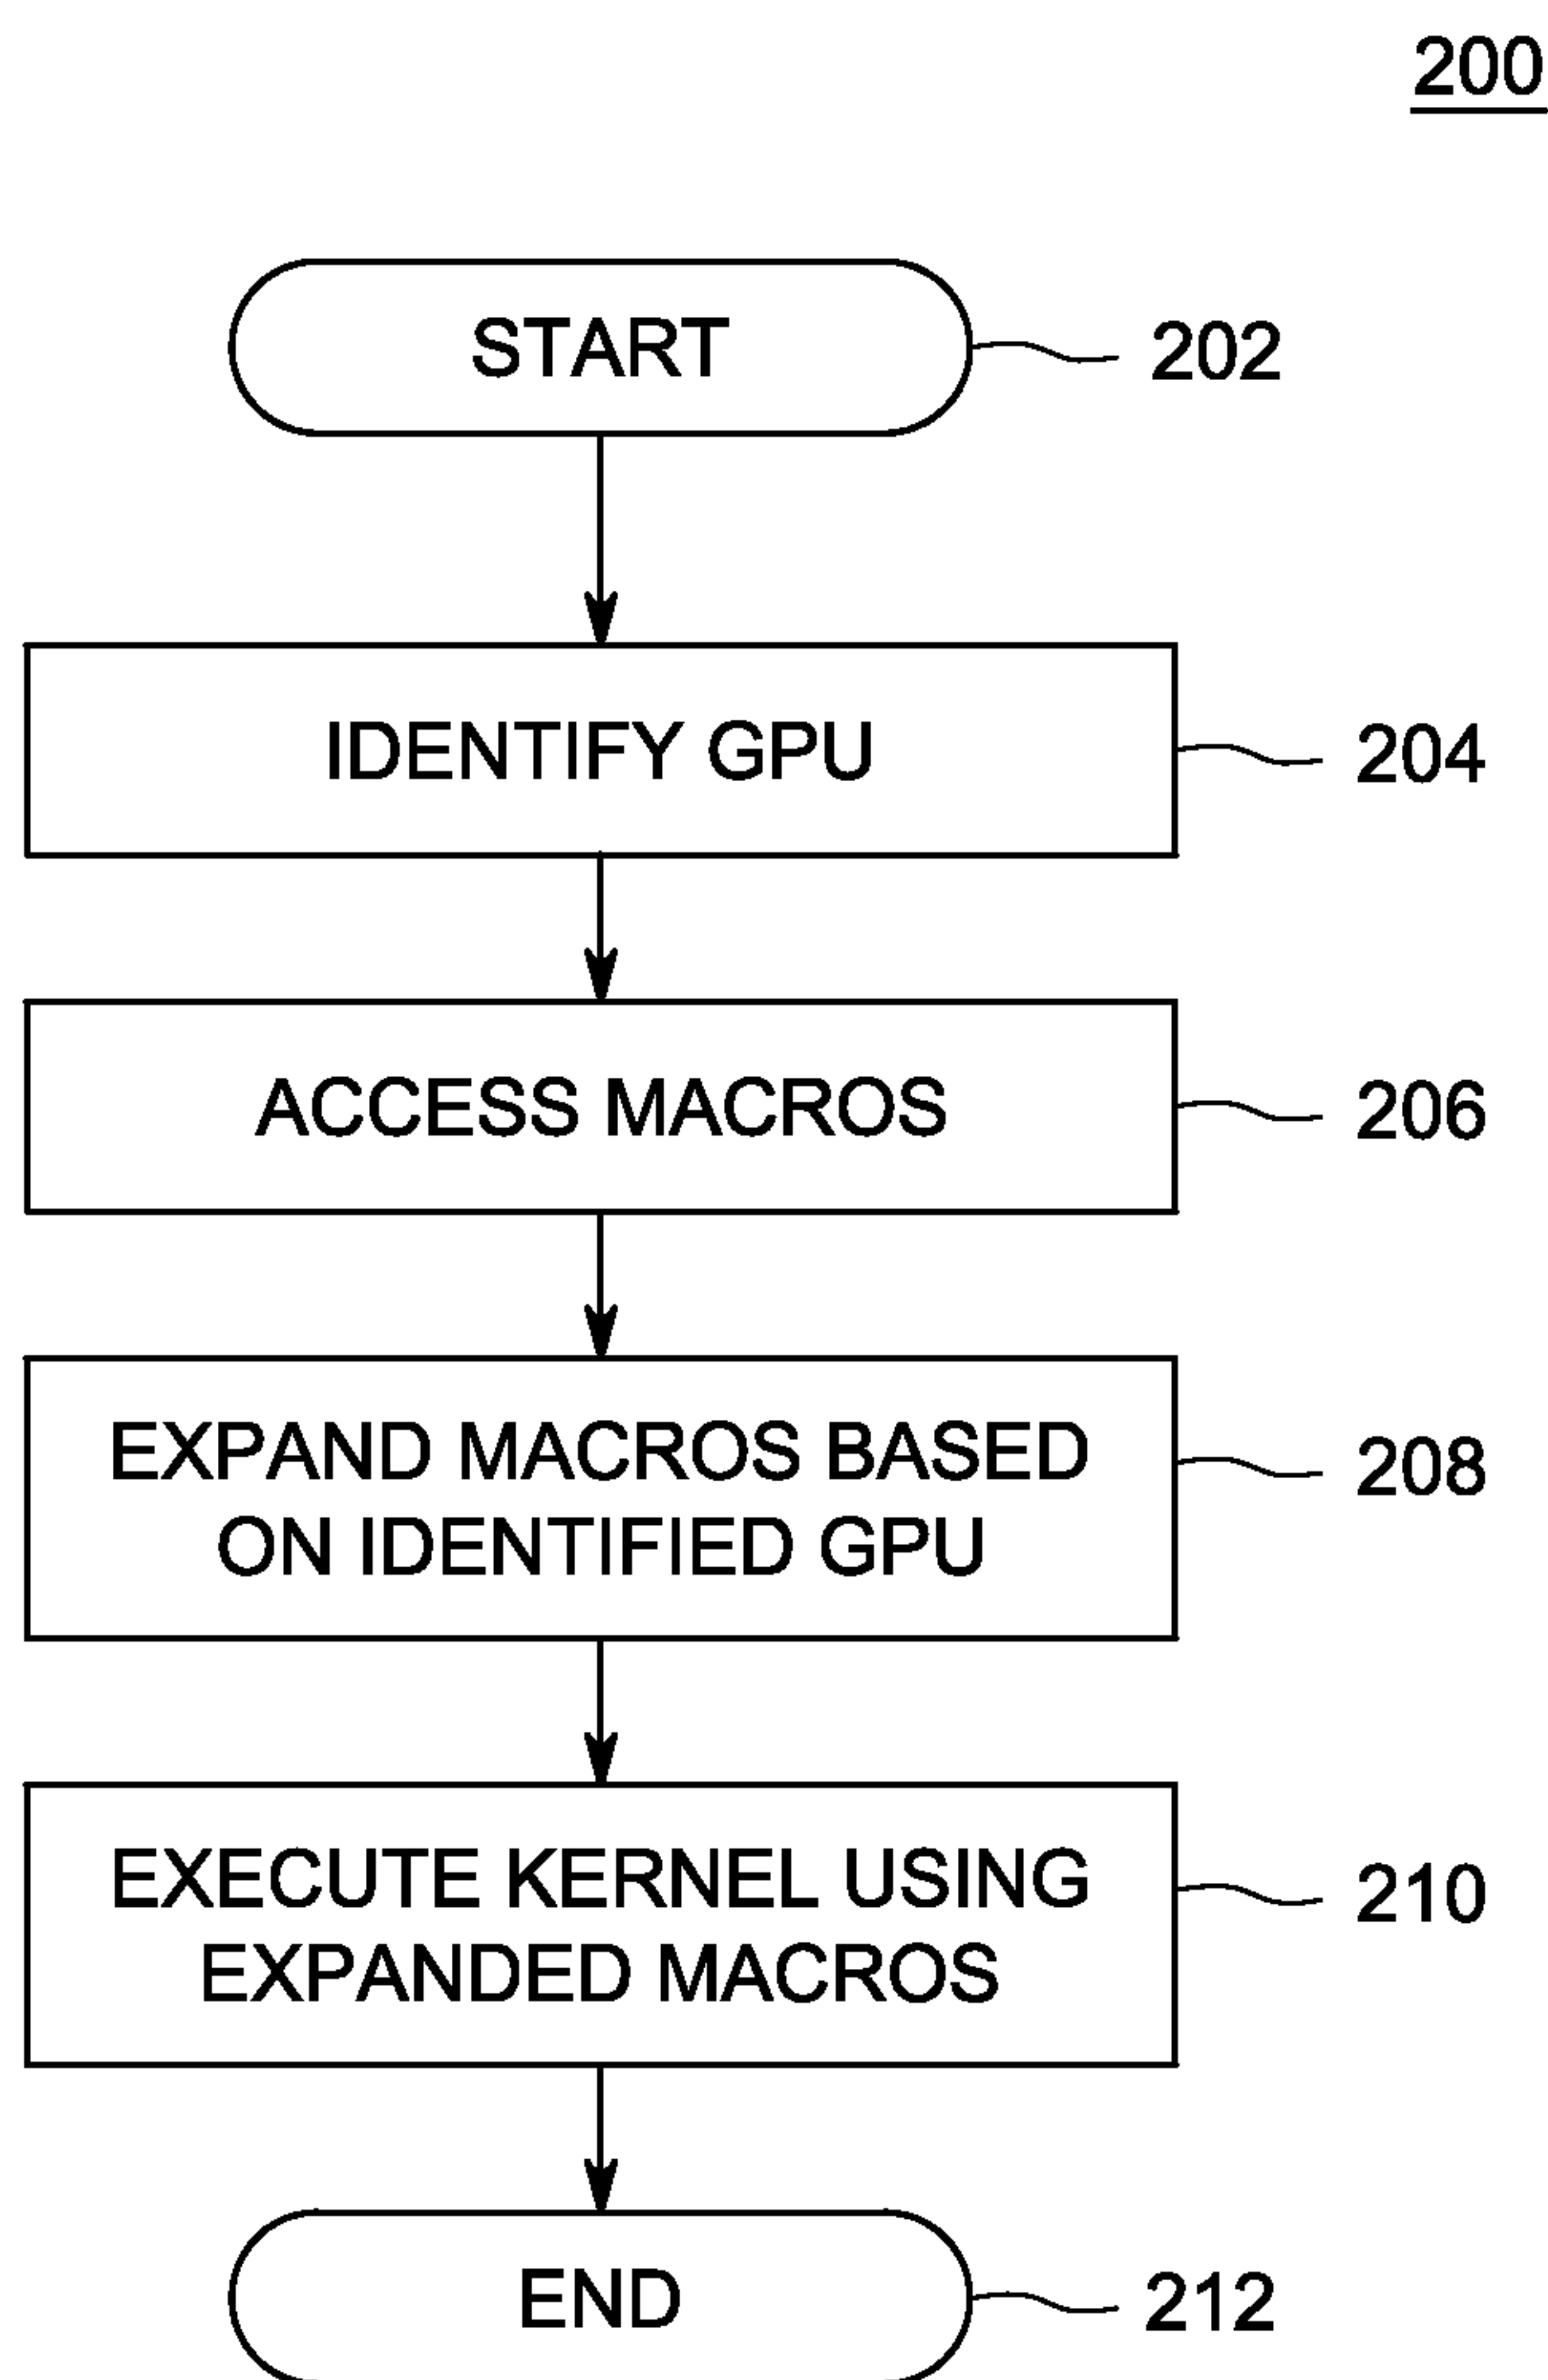 200
START
202
IDENTIFY GPU
204
ACCESS MACROS
206
EXPAND MACROS BASED
ON IDENTIFIED GPU
208
EXECUTE KERNEL USING
EXPANDED MACROS
210
END
212